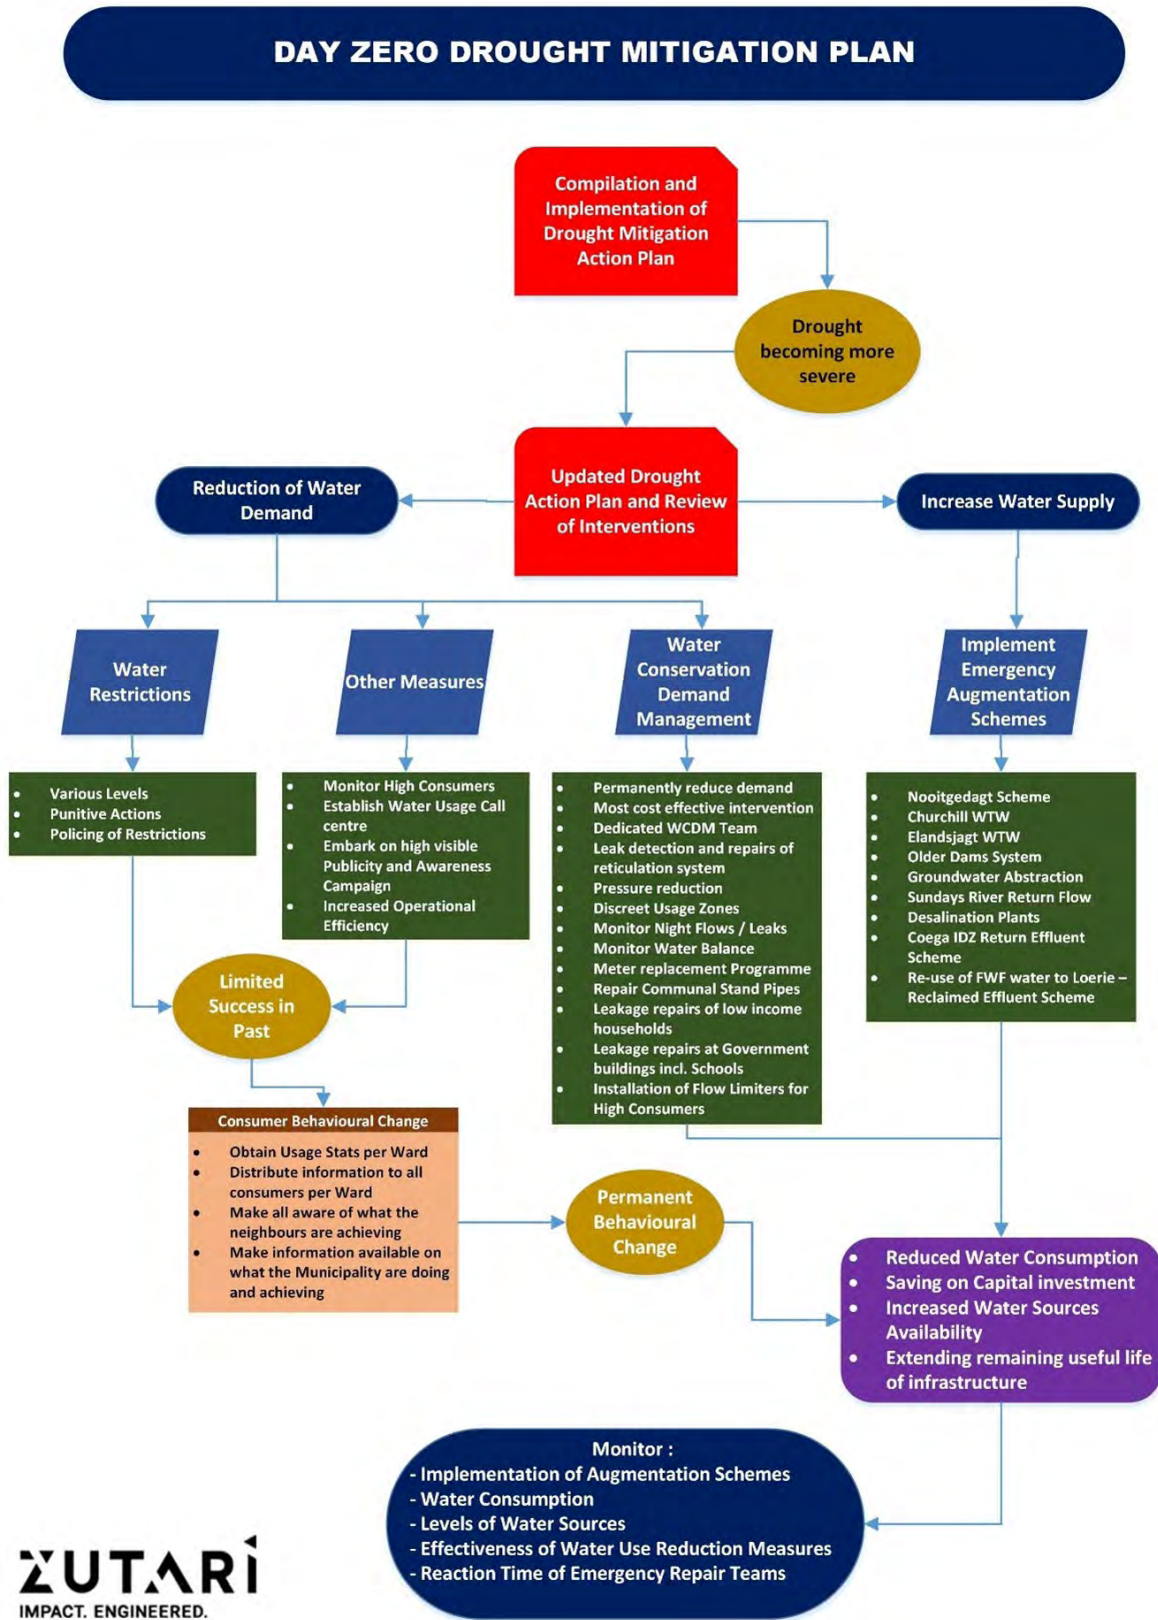 DAY ZERO DROUGHT MITIGATION PLAN
Compilation and
Implementation of
Drought Mitigation
Action Plan
Drought
becoming more
severe
Updated Drought
Action Plan and Review
of Interventions
Reduction of Water
Demand
Increase Water Supply
Water
Restrictions
Other Measures
Water
Conservation
Demand
Management
Implement
Emergency
Augmentation
Schemes
• Various Levels
• Punitive Actions
• Policing of Restrictions
• Monitor High Consumers
• Establish Water Usage Call
centre
• Embark on high visible
Publicity and Awareness
Campaign
• Increased Operational
Efficiency
• Permanently reduce demand
• Most cost effective intervention
• Dedicated WCDM Team
• Leak detection and repairs of
reticulation system
• Pressure reduction
• Discreet Usage Zones
• Monitor Night Flows / Leaks
• Monitor Water Balance
• Meter replacement Programme
• Repair Communal Stand Pipes
• Leakage repairs of low income
households
• Leakage repairs at Government
buildings incl. Schools
• Installation of Flow Limiters for
High Consumers
• Nooitgedagt Scheme
• Churchill WTW
• Elandsjagt WTW
• Older Dams System
• Groundwater Abstraction
• Sundays River Return Flow
• Desalination Plants
• Coega IDZ Return Effluent
Scheme
• Re-use of FWF water to Loerie –
Reclaimed Effluent Scheme
Limited
Success in
Past
Consumer Behavioural Change
• Obtain Usage Stats per Ward
• Distribute information to all
consumers per Ward
• Make all aware of what the
neighbours are achieving
• Make information available on
what the Municipality are doing
and achieving
Permanent
Behavioural
Change
• Reduced Water Consumption
• Saving on Capital investment
• Increased Water Sources
Availability
• Extending remaining useful life
of infrastructure
Monitor :
- Implementation of Augmentation Schemes
- Water Consumption
- Levels of Water Sources
- Effectiveness of Water Use Reduction Measures
- Reaction Time of Emergency Repair Teams
ZUTARI
IMPACT. ENGINEERED.